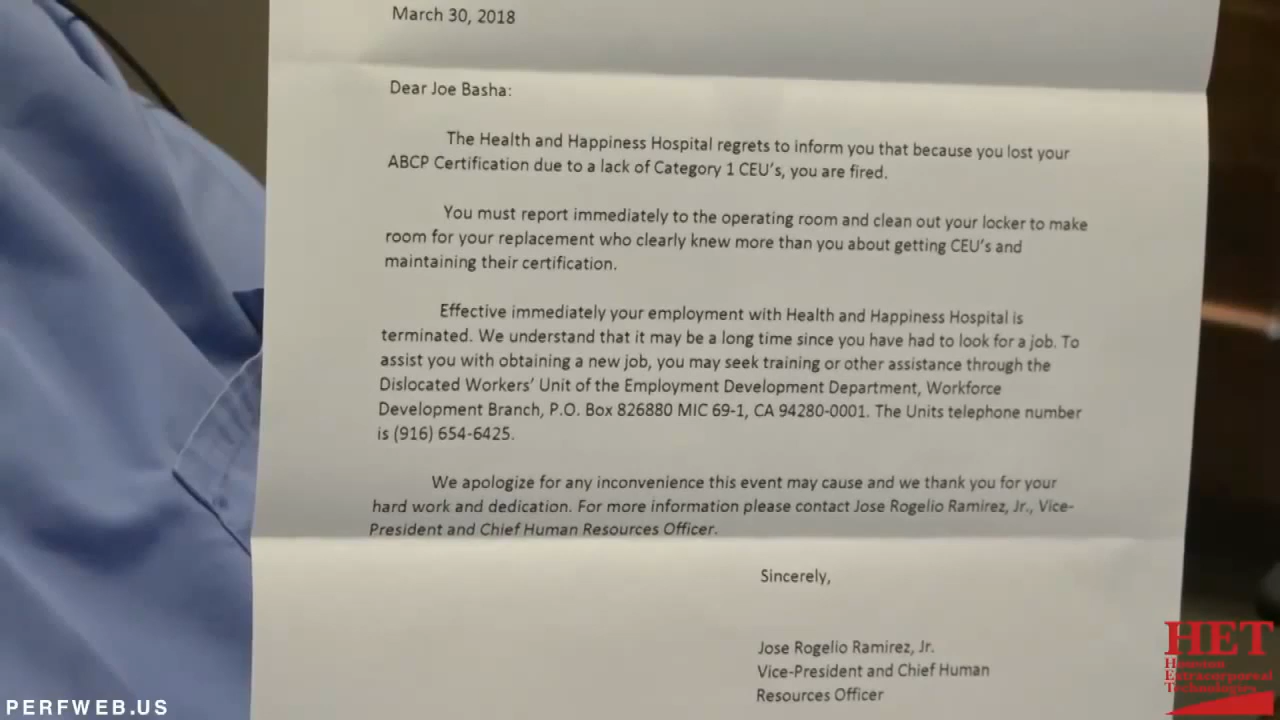 March 30, 2018
Dear Joe Basha:
The Health and Happiness Hospital regrets to inform you that because you lost your
ABCP Certification due to a lack of Category 1 CEU's, you are fired.
You must report immediately to the operating room and clean out your locker to make
room for your replacement who clearly knew more than you about getting CEU's and
maintaining their certification.
Effective immediately your employment with Health and Happiness Hospital is
terminated. We understand that it may be a long time since you have had to look for a job. To
assist you with obtaining a new job, you may seek training or other assistance through the
Dislocated Workers' Unit of the Employment Development Department, Workforce
Development Branch, P.O. Box 826880 MIC 69-1, CA 94280-0001. The Units telephone number
is (916) 654-6425.
We apologize for any inconvenience this event may cause and we thank you for your
hard work and dedication. For more information please contact Jose Rogelio Ramirez, Jr., Vice-
President and Chief Human Resources Officer.
Sincerely,
Jose Rogelio Ramirez, Jr.
Vice-President and Chief Human
Resources Officer
HET
Houston
Extracorporeal
Technologies
PERFWEB.US